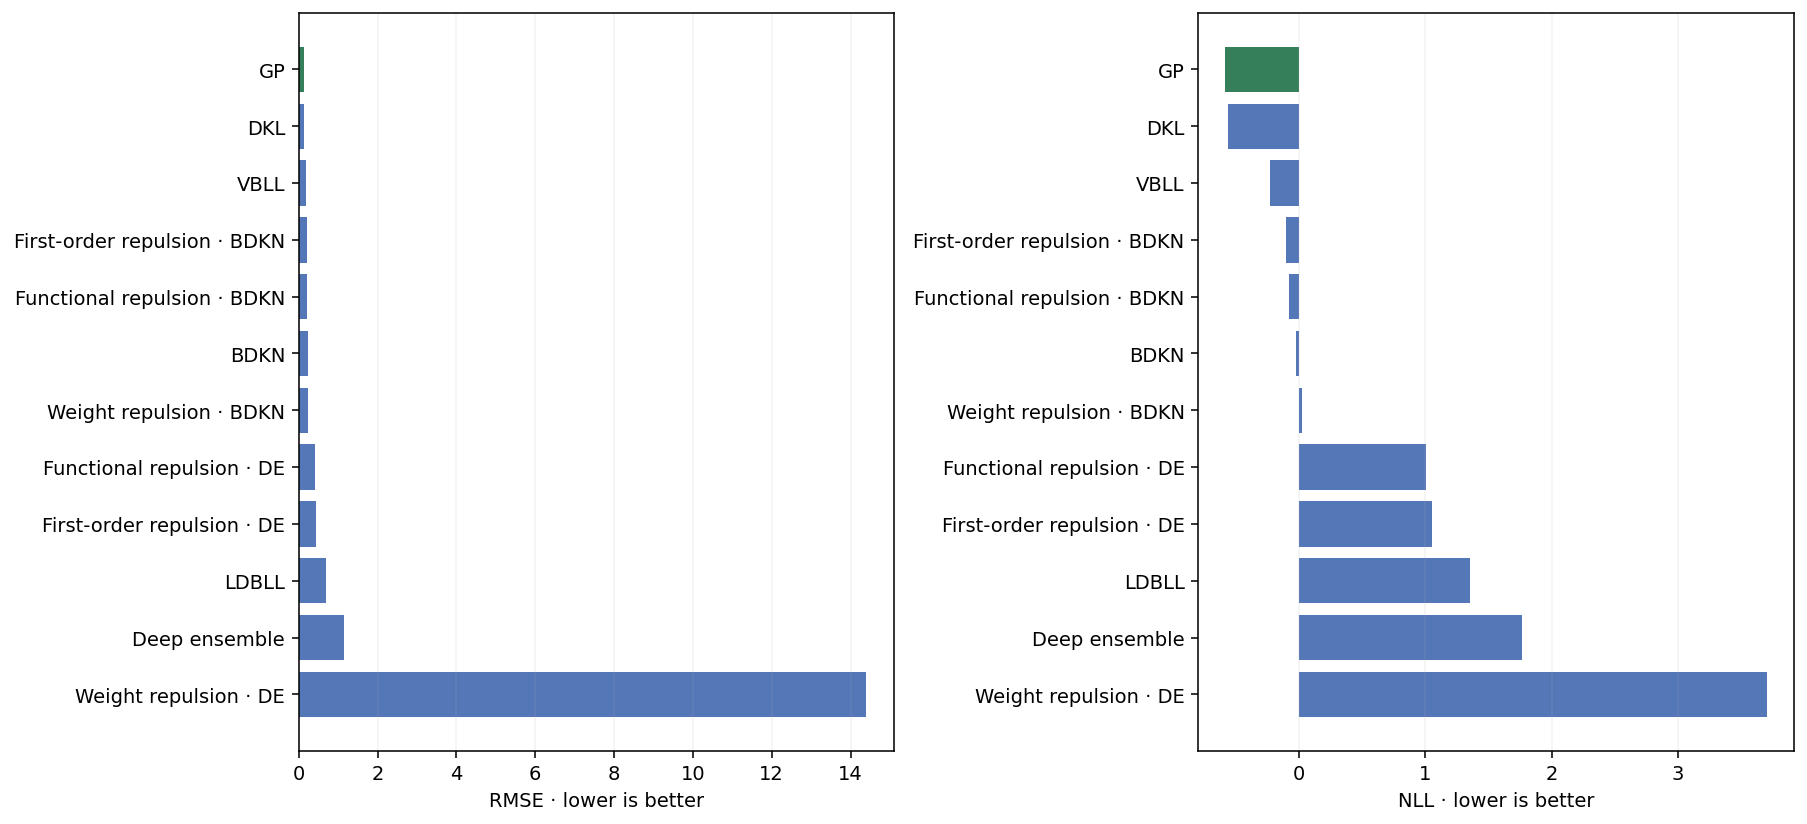 GP
DKL
VBLL
First-order repulsion · BDKN
Functional repulsion · BDKN
BDKN
Weight repulsion · BDKN
Functional repulsion · DE
First-order repulsion · DE
LDBLL
Deep ensemble
Weight repulsion · DE
0 2 4 6 8 10 12 14
RMSE · lower is better
GP
DKL
VBLL
First-order repulsion · BDKN
Functional repulsion · BDKN
BDKN
Weight repulsion · BDKN
Functional repulsion · DE
First-order repulsion · DE
LDBLL
Deep ensemble
Weight repulsion · DE
0 1 2 3
NLL · lower is better